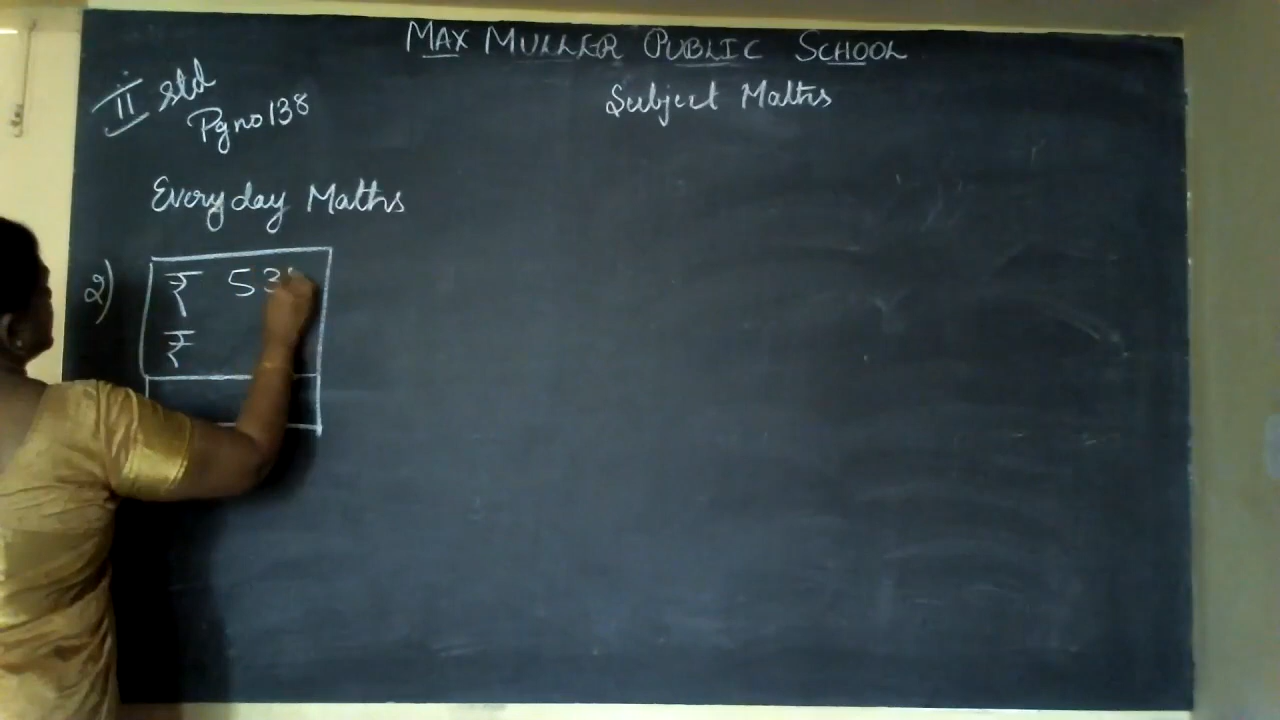 MAX MULLER PUBLIC SCHOOL
Subject Maths
II std
Pg no 138
Everyday Maths
2)
₹ 53
₹